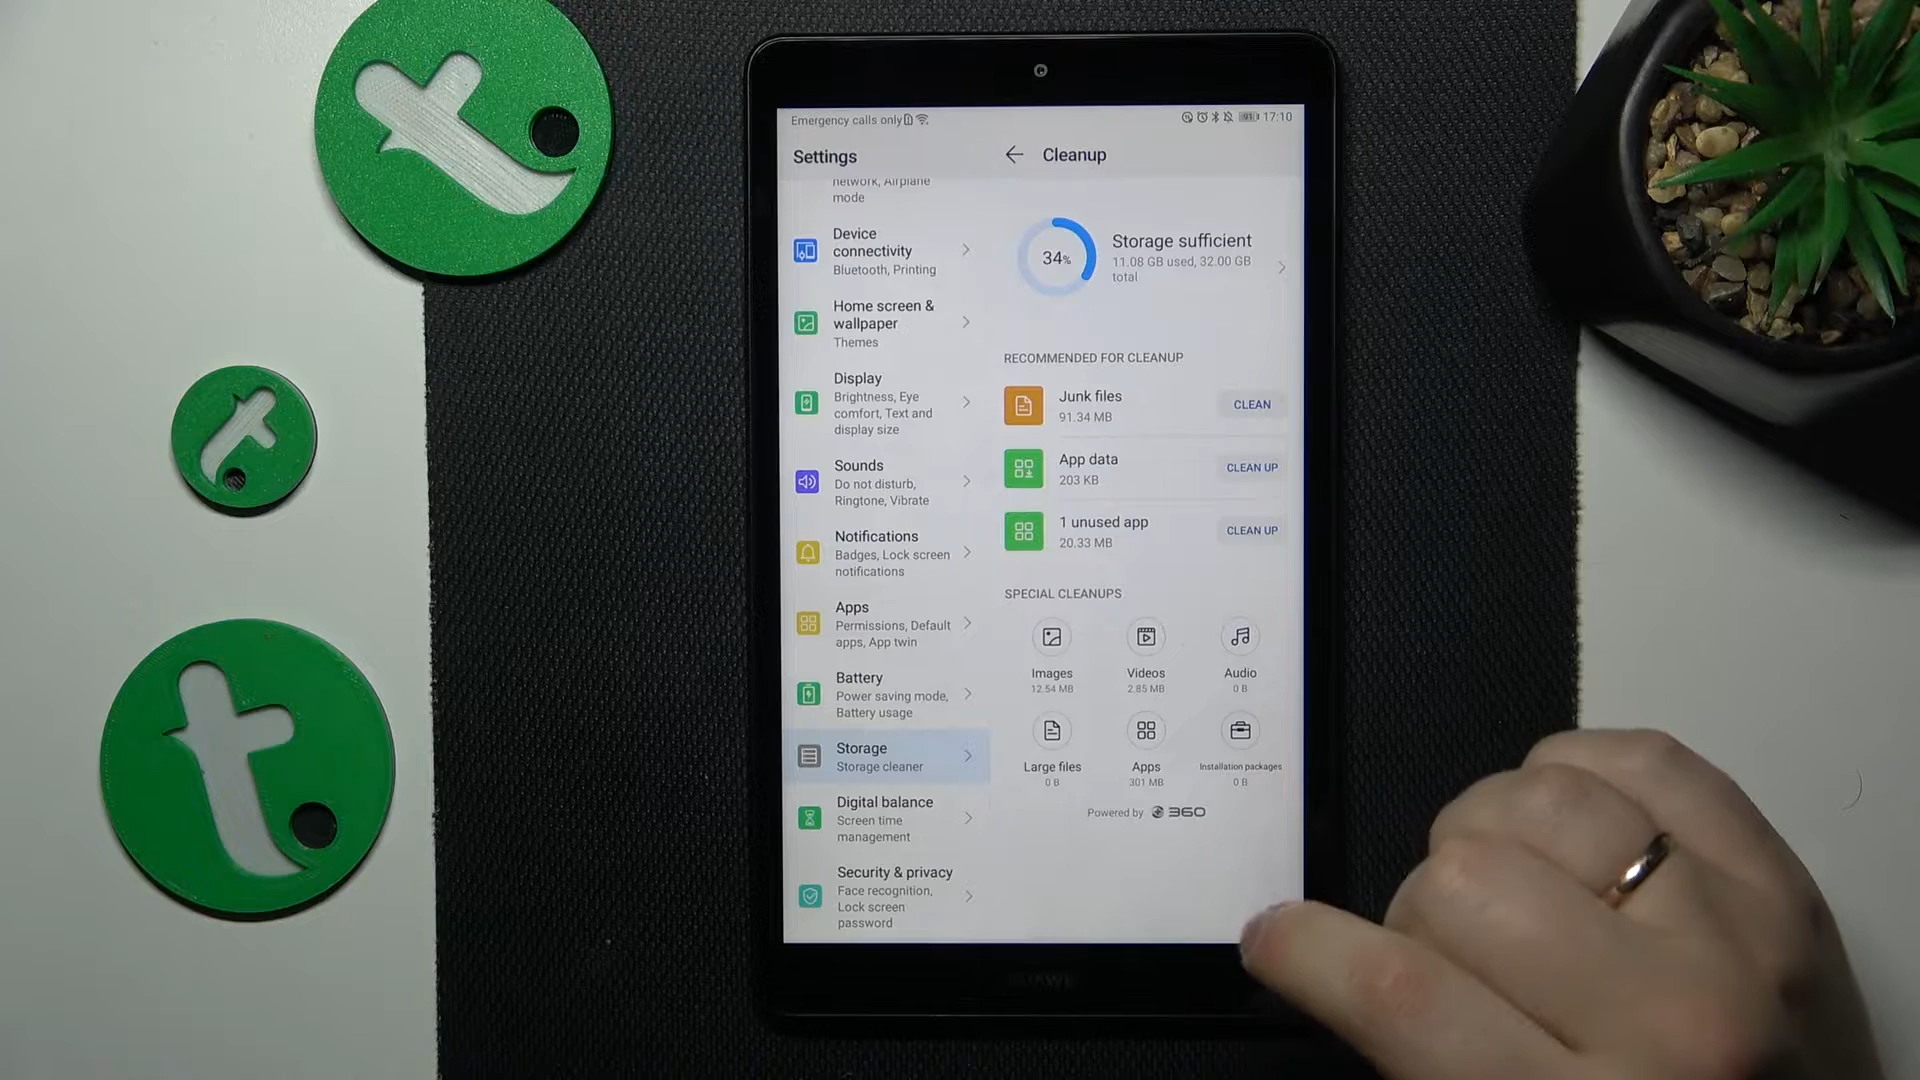 Emergency calls only
91 17:10
Settings
Cleanup
network, Airplane
mode
Device
connectivity
Bluetooth, Printing
Home screen &
wallpaper
Themes
Display
Brightness, Eye
comfort, Text and
display size
Sounds
Do not disturb,
Ringtone, Vibrate
Notifications
Badges, Lock screen
notifications
Apps
Permissions, Default
apps, App twin
Battery
Power saving mode,
Battery usage
Storage
Storage cleaner
Digital balance
Screen time
management
Security & privacy
Face recognition,
Lock screen
password
34%
Storage sufficient
11.08 GB used, 32.00 GB
total
RECOMMENDED FOR CLEANUP
Junk files
91.34 MB
CLEAN
App data
203 KB
CLEAN UP
1 unused app
20.33 MB
CLEAN UP
SPECIAL CLEANUPS
Images
12.54 MB
Videos
2.85 MB
Audio
0 B
Large files
0 B
Apps
301 MB
Installation packages
0 B
Powered by 360
HUAWEI